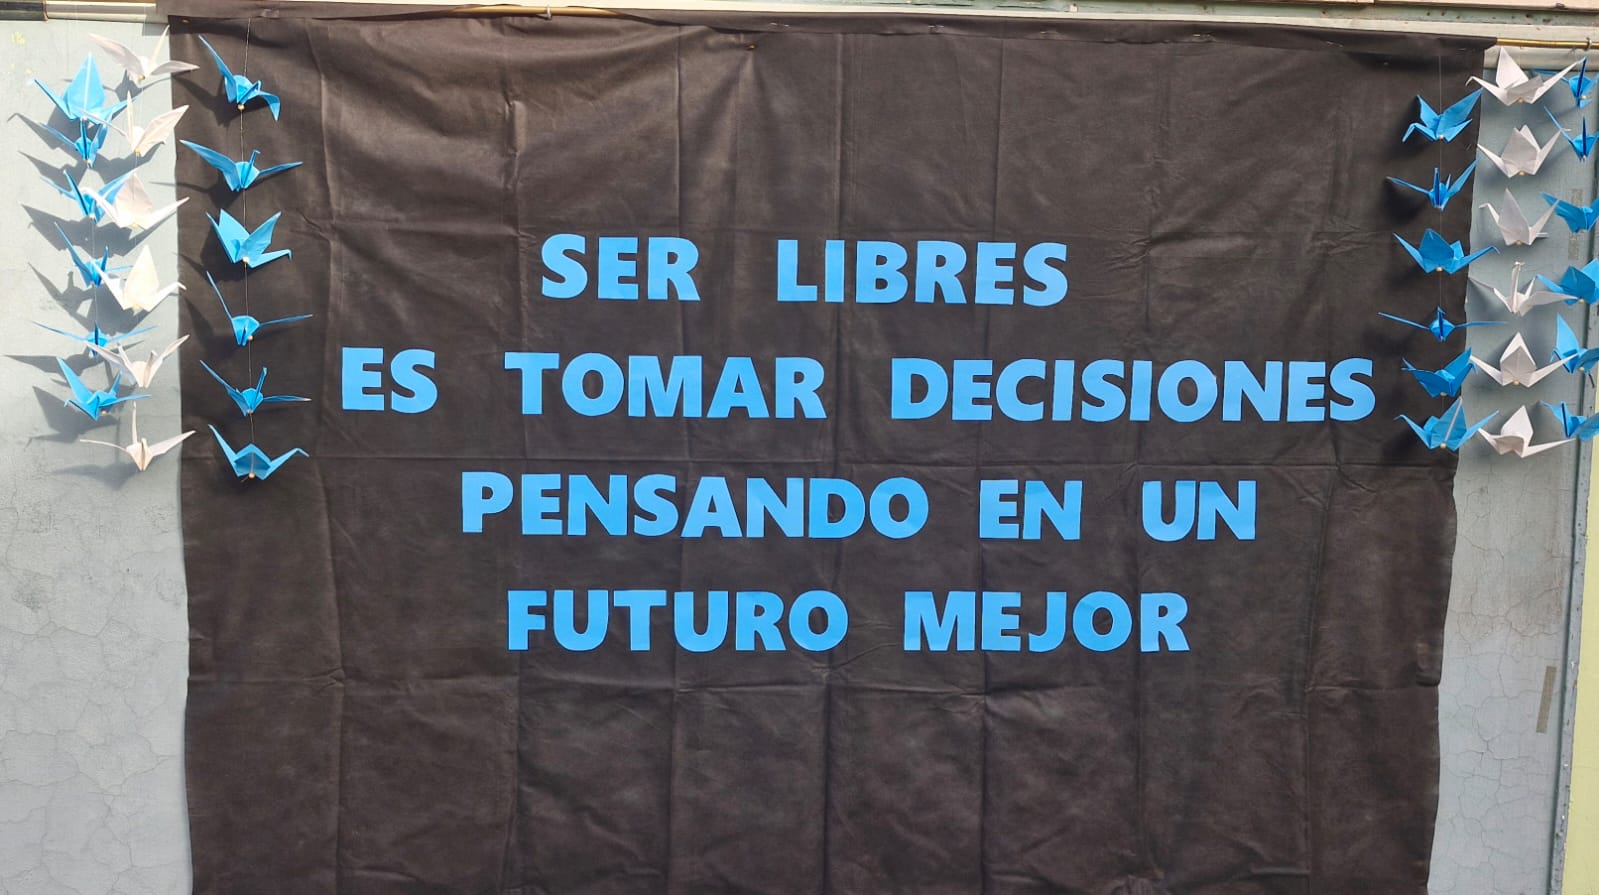 SER LIBRES
ES TOMAR DECISIONES
PENSANDO EN UN
FUTURO MEJOR